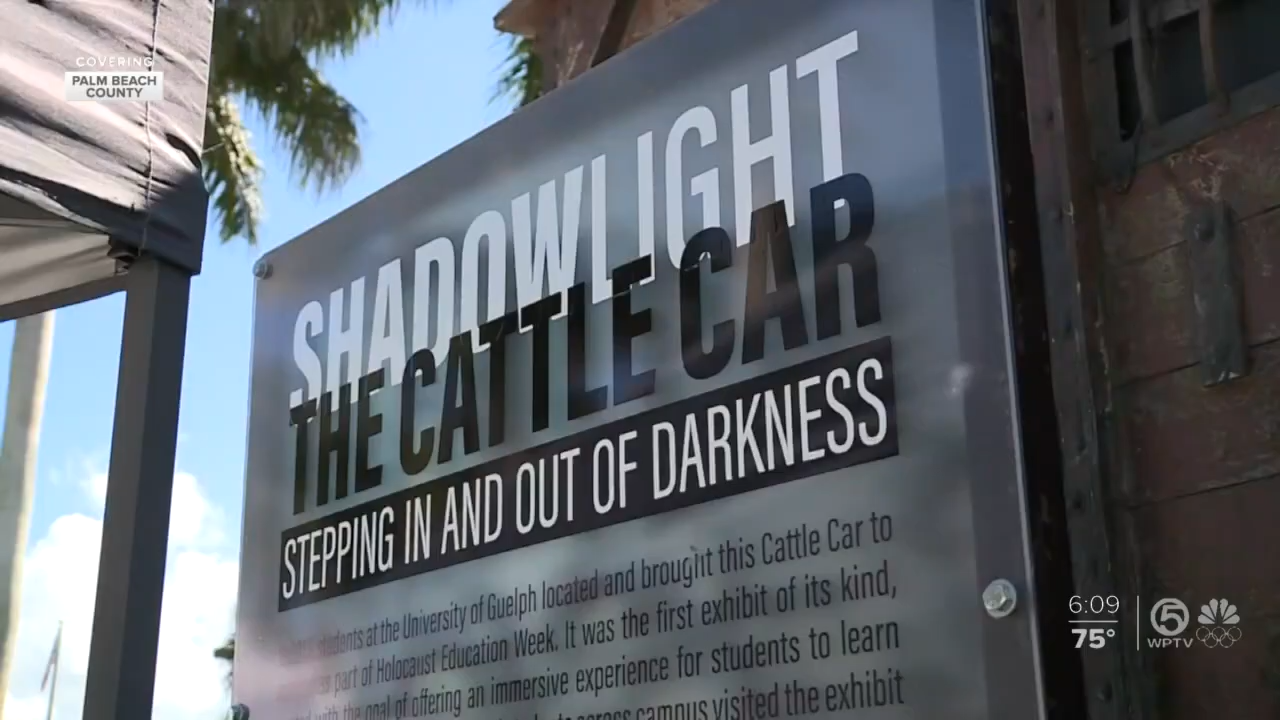 COVERING
PALM BEACH
COUNTY
SHADOWLIGHT
THE CATTLE CAR
STEPPING IN AND OUT OF DARKNESS
students at the University of Guelph located and brought this Cattle Car to
part of Holocaust Education Week. It was the first exhibit of its kind,
with the goal of offering an immersive experience for students to learn
across campus visited the exhibit
6:09
75°
5
WPTV